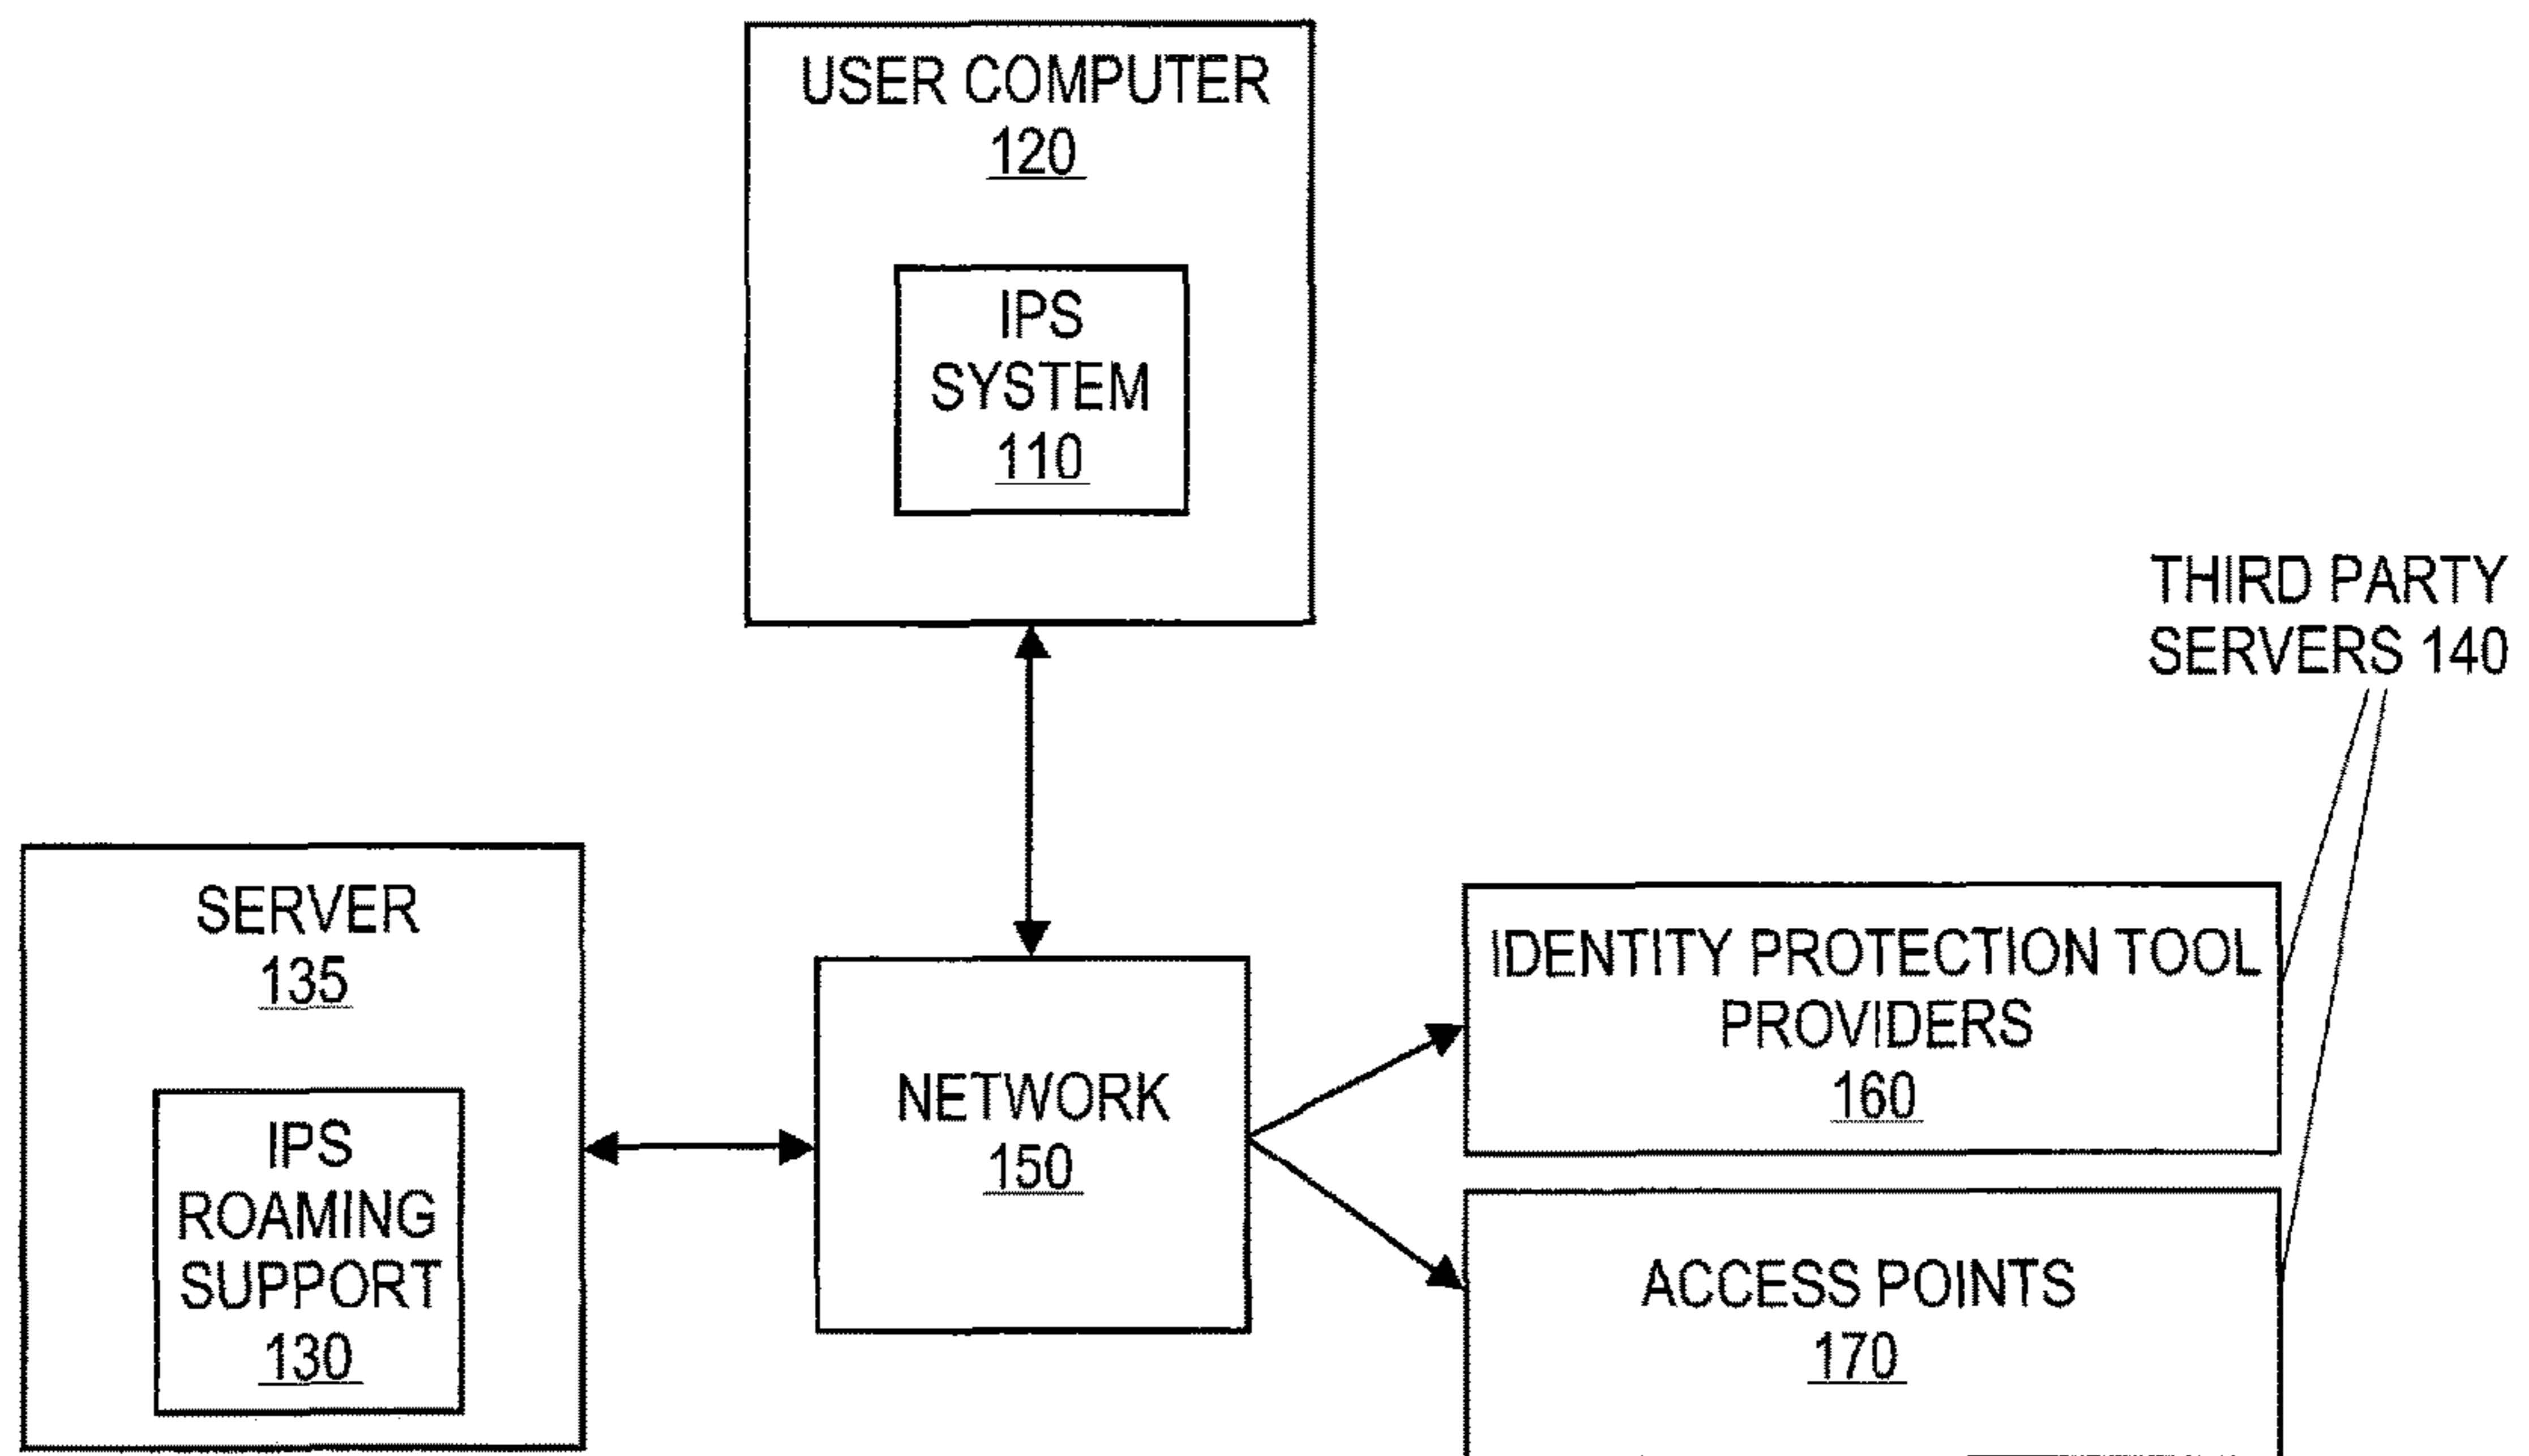 USER COMPUTER
120
IPS
SYSTEM
110
THIRD PARTY
SERVERS 140
SERVER
135
IPS
ROAMING
SUPPORT
130
NETWORK
150
IDENTITY PROTECTION TOOL
PROVIDERS
160
ACCESS POINTS
170